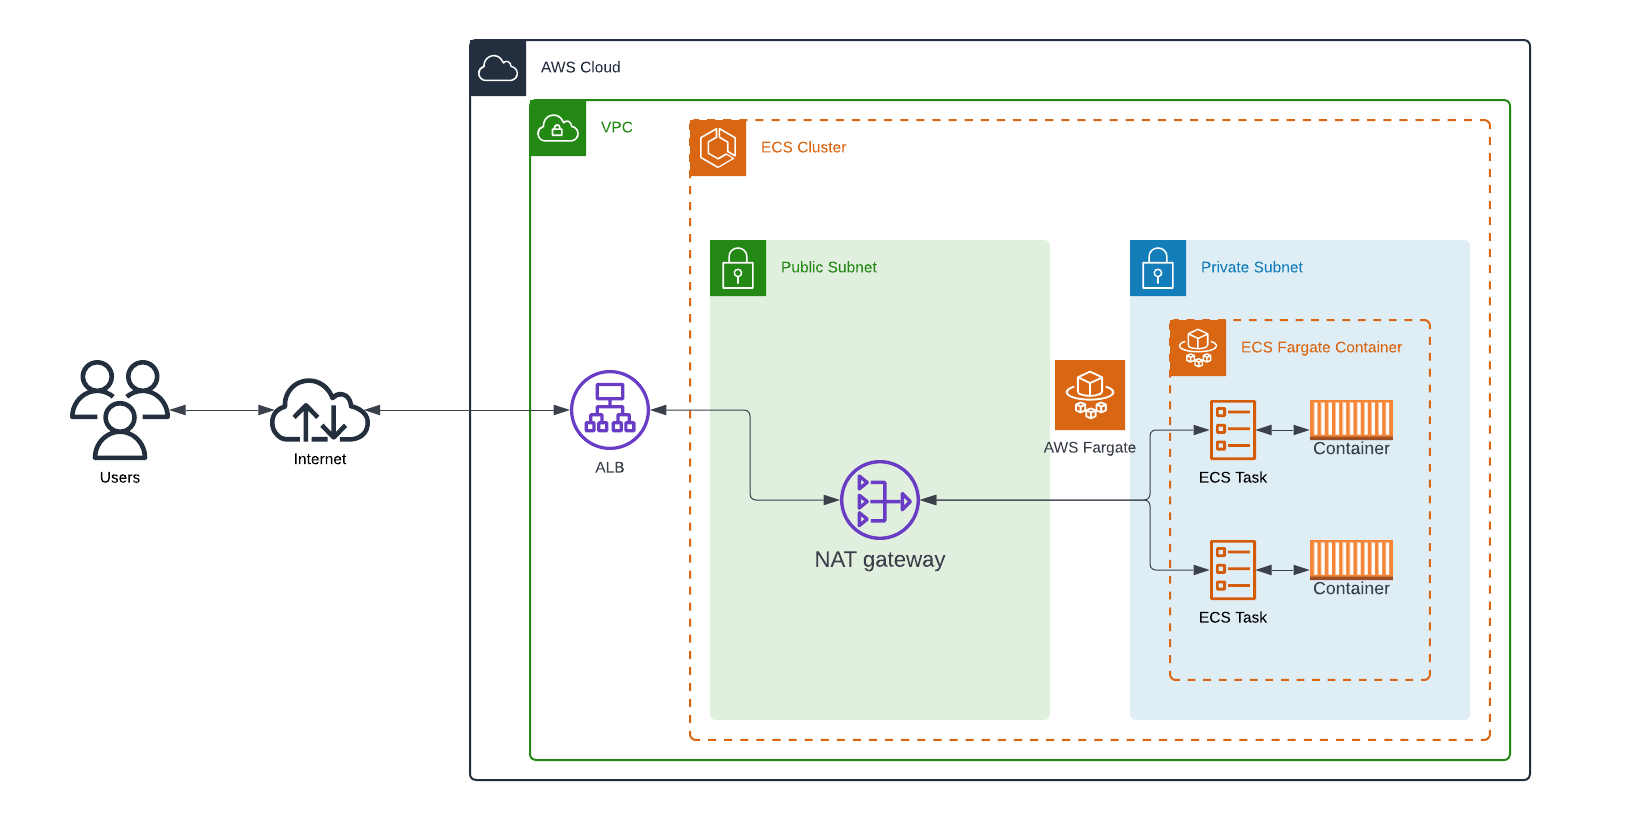 AWS Cloud
VPC
ECS Cluster
Public Subnet
Private Subnet
ECS Fargate Container
AWS Fargate
Container
Users
Internet
ALB
ECS Task
NAT gateway
Container
ECS Task